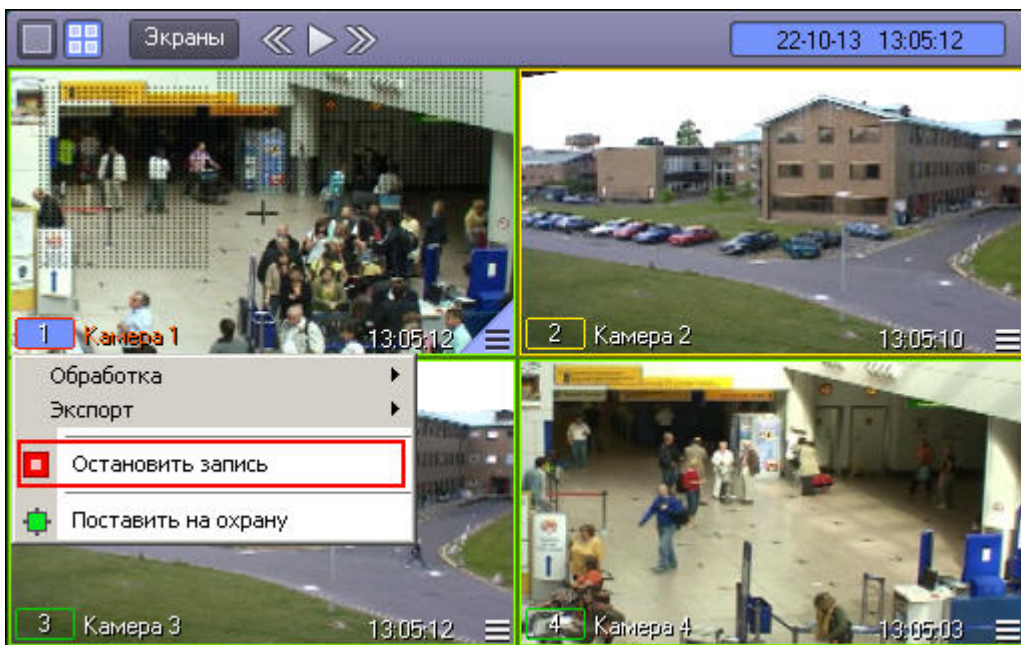 Экраны
22-10-13 13:05:12
1 Камера 1 13:05:12
2 Камера 2 13:05:10
Обработка
Экспорт
Остановить запись
Поставить на охрану
3 Камера 3 13:05:12
4 Камера 4 13:05:03